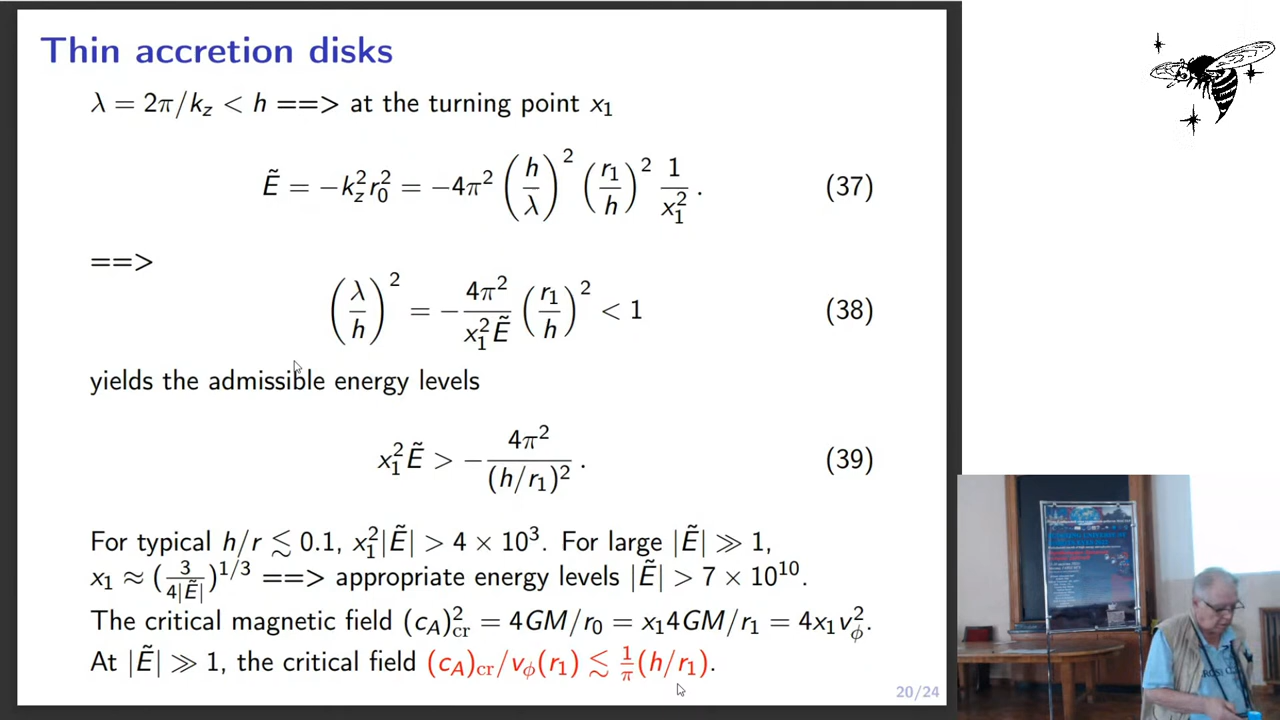 Thin accretion disks
λ = 2π/k_z < h ==> at the turning point x₁
Ẽ = −k_z² r₀² = −4π² (h/λ)² (r₁/h)² 1/x₁² . (37)
==>
(λ/h)² = − 4π²/(x₁² Ẽ) (r₁/h)² < 1 (38)
yields the admissible energy levels
x₁² Ẽ > − 4π²/(h/r₁)² . (39)
For typical h/r ≲ 0.1, x₁²|Ẽ| > 4 × 10³. For large |Ẽ| ≫ 1,
x₁ ≈ (3/(4|Ẽ|))^{1/3} ==> appropriate energy levels |Ẽ| > 7 × 10¹⁰
The critical magnetic field (c_A)²_cr = 4GM/r₀ = x₁4GM/r₁ = 4x₁v_ϕ².
At |Ẽ| ≫ 1, the critical field (c_A)_cr/v_ϕ(r₁) ≲ 1/π (h/r₁).
20/24